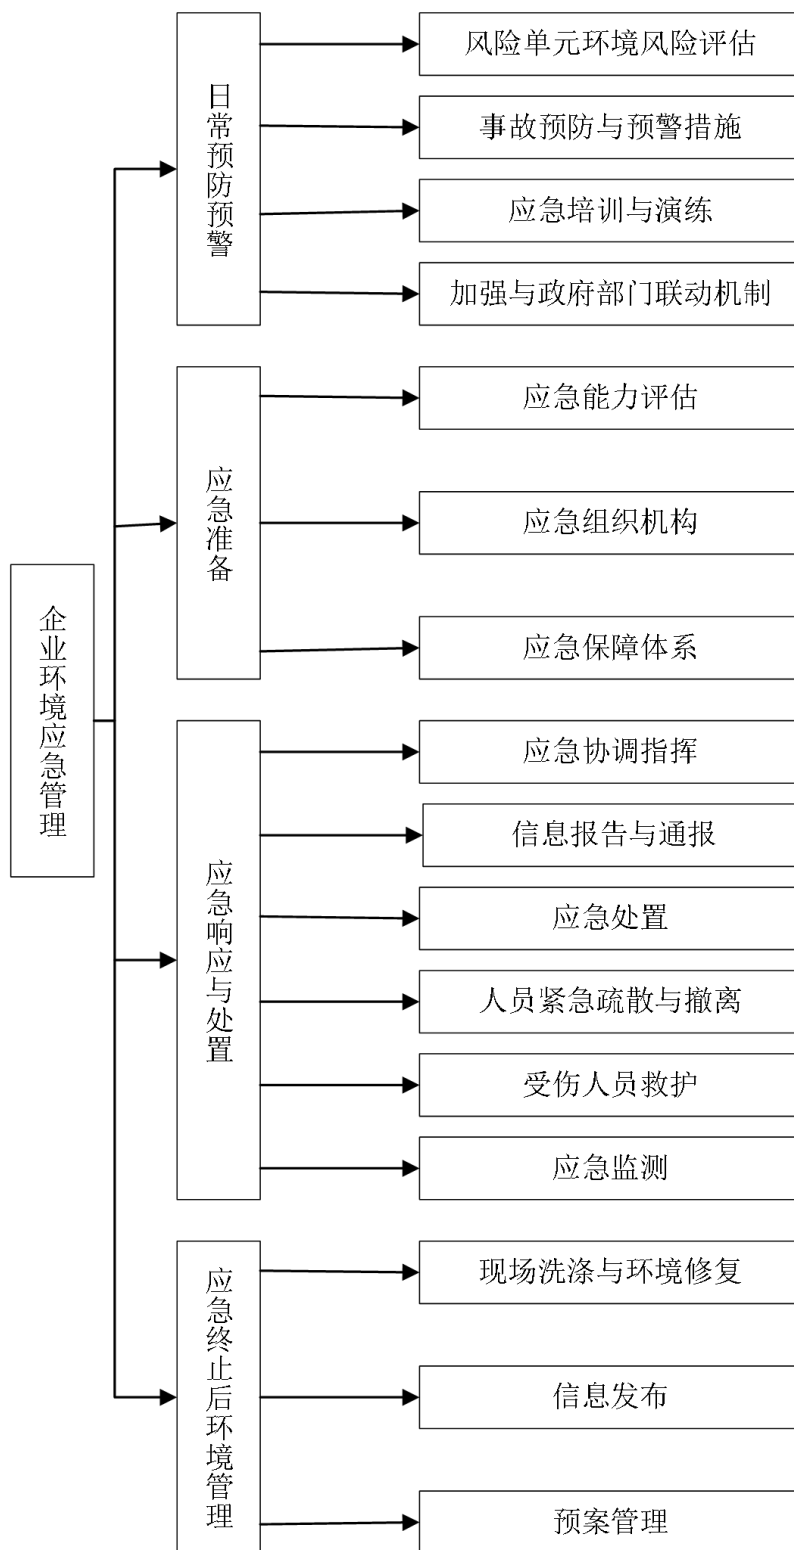 企业环境应急管理
日常预防预警
风险单元环境风险评估
事故预防与预警措施
应急培训与演练
加强与政府部门联动机制
应急准备
应急能力评估
应急组织机构
应急保障体系
应急响应与处置
应急协调指挥
信息报告与通报
应急处置
人员紧急疏散与撤离
受伤人员救护
应急监测
应急终止后环境管理
现场洗涤与环境修复
信息发布
预案管理